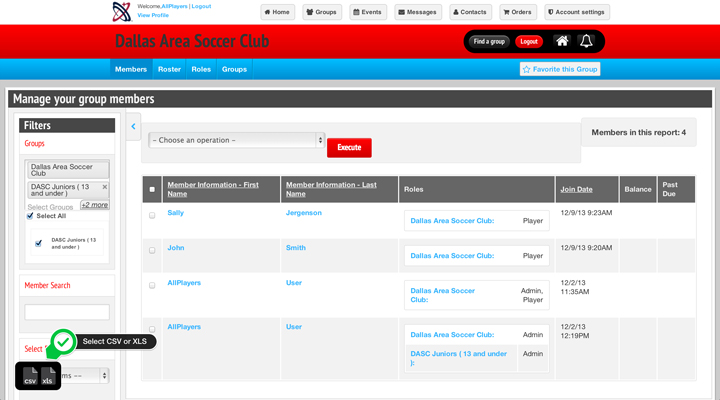 Welcome,AllPlayers | Logout
View Profile
Home
Groups
Events
Messages
Contacts
Orders
Account settings
Dallas Area Soccer Club
Find a group
Logout
Members
Roster
Roles
Groups
Favorite this Group
Manage your group members
Filters
Groups
Dallas Area Soccer
Club
DASC Juniors ( 13
and under )
Select Groups
+2 more
Select All
DASC Juniors ( 13
and under )
Member Search
Select
Select CSV or XLS
csv
xls
– Choose an operation –
Execute
Members in this report: 4
Member Information - First
Name
Member Information - Last
Name
Roles
Join Date
Balance
Past
Due
Sally
Jergenson
Dallas Area Soccer Club:
Player
12/9/13 9:23AM
John
Smith
Dallas Area Soccer Club:
Player
12/9/13 9:20AM
AllPlayers
User
Dallas Area Soccer
Club:
Admin,
Player
12/2/13
11:35AM
AllPlayers
User
Dallas Area Soccer Club:
Admin
DASC Juniors ( 13 and under
):
Admin
12/2/13
12:19PM